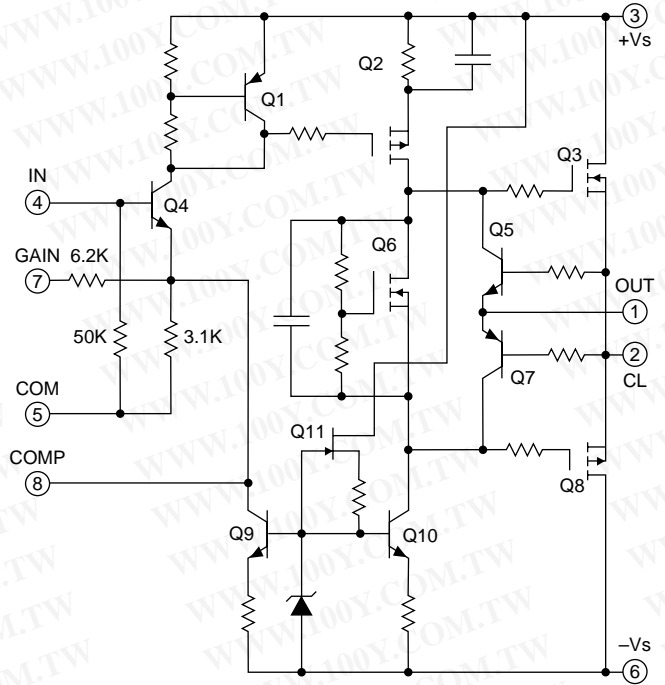 3
+Vs
Q2
Q1
Q3
IN
4
Q4
Q5
Q6
GAIN
6.2K
7
OUT
1
50K
3.1K
2
CL
Q7
COM
5
Q11
COMP
8
Q8
Q9
Q10
–Vs
6
WWW.100Y.COM.TW